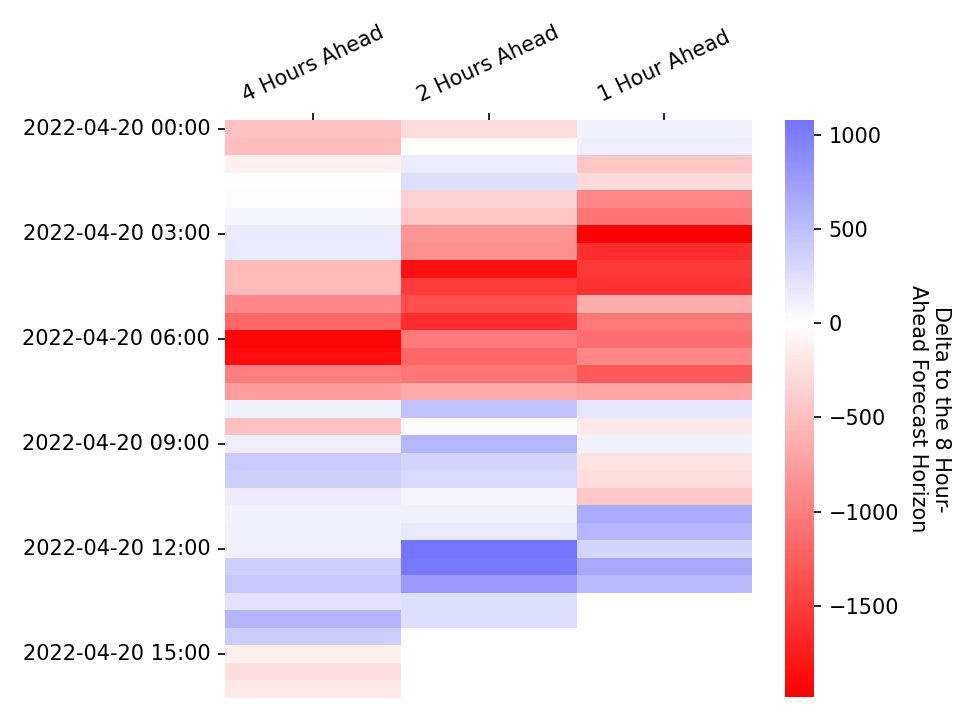 4 Hours Ahead
2 Hours Ahead
1 Hour Ahead
2022-04-20 00:00
2022-04-20 03:00
2022-04-20 06:00
2022-04-20 09:00
2022-04-20 12:00
2022-04-20 15:00
1000
500
0
−500
−1000
−1500
Delta to the 8 Hour-
Ahead Forecast Horizon